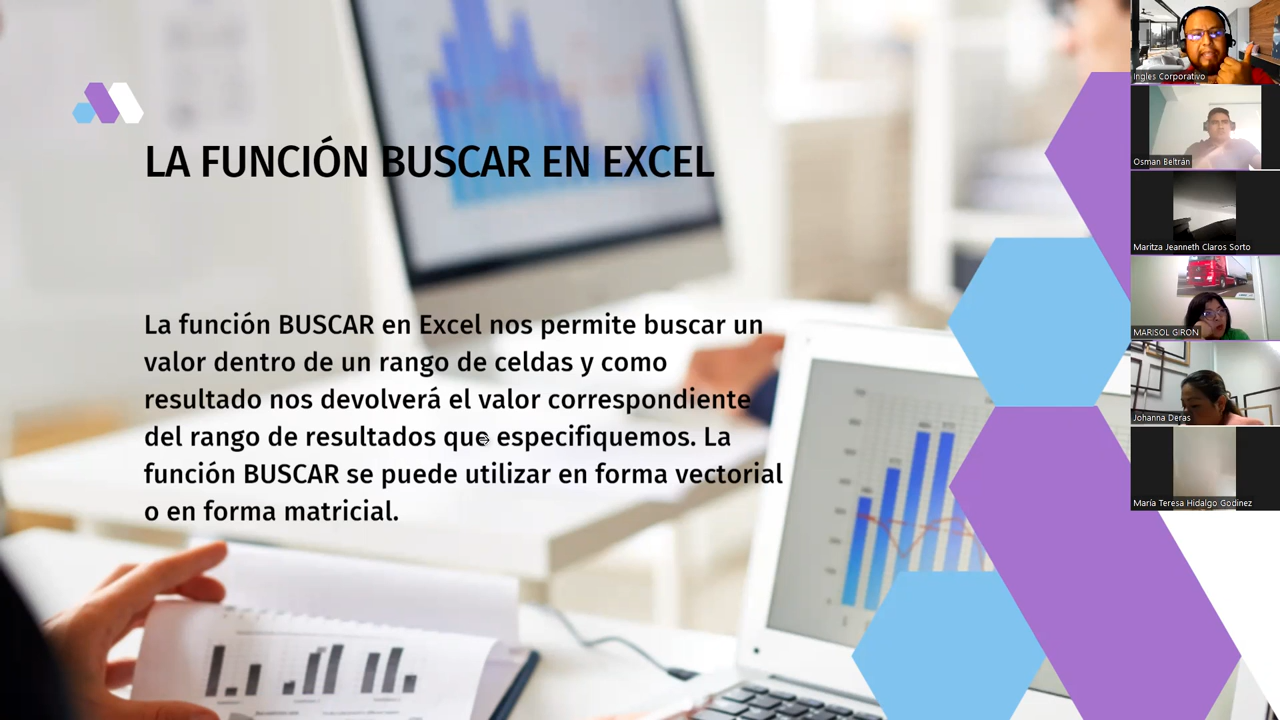 LA FUNCIÓN BUSCAR EN EXCEL
La función BUSCAR en Excel nos permite buscar un
valor dentro de un rango de celdas y como
resultado nos devolverá el valor correspondiente
del rango de resultados que especifiquemos. La
función BUSCAR se puede utilizar en forma vectorial
o en forma matricial.
Ingles Corporativo
Osman Beltrán
Maritza Jeanneth Claros Sorto
MARISOL GIRON
Johanna Deras
María Teresa Hidalgo Godinez